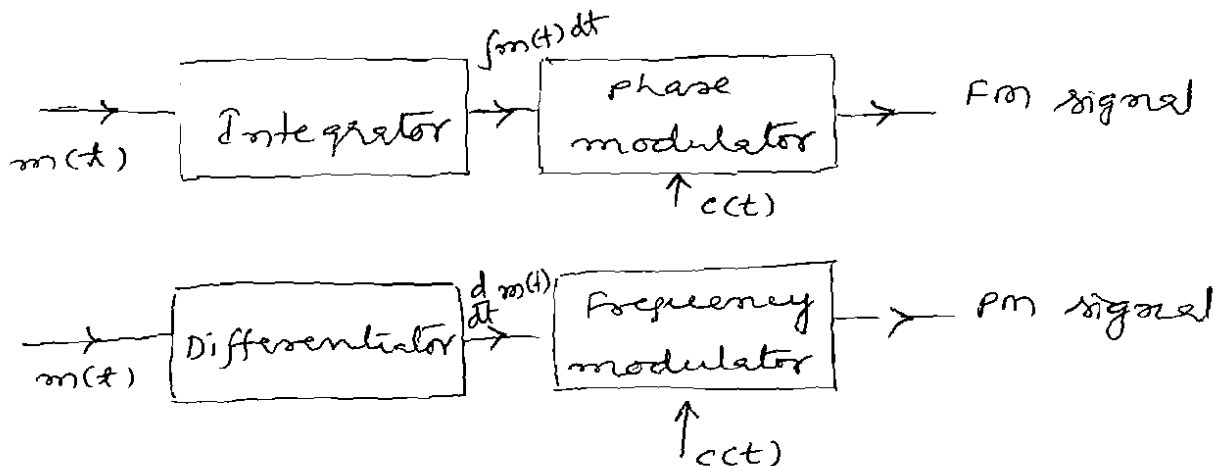 ∫m(t)dt
m(t)
Integrator
Phase
modulator
c(t)
FM signal
m(t)
Differentiator
d/dt m(t)
Frequency
modulator
c(t)
PM signal